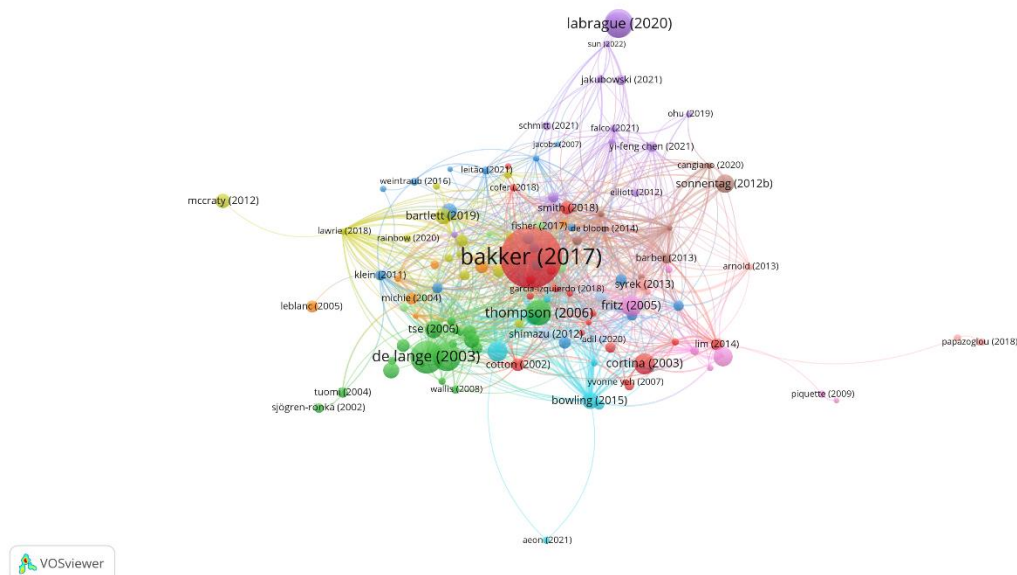 labrague (2020)
sun (2022)
jakubowski (2021)
ohu (2019)
schmitt (2021)
falco (2021)
jacobs (2007)
yi-feng chen (2021)
cangiano (2020)
leitão (2021)
weintraub (2016)
sonnentag (2012b)
cofer (2018)
elliott (2012)
mccraty (2012)
smith (2018)
bartlett (2019)
fisher (2017)
de bloom (2014)
lawrie (2018)
rainbow (2020)
bakker (2017)
barber (2013)
arnold (2013)
klein (2011)
syrek (2013)
garcia-izquierdo (2018)
michie (2004)
leblanc (2005)
fritz (2005)
thompson (2006)
tse (2006)
shimazu (2012)
adil (2020)
lim (2014)
papazoglou (2018)
de lange (2003)
cotton (2002)
cortina (2003)
yvonne yeh (2007)
wallis (2008)
tuomi (2004)
piquette (2009)
bowling (2015)
sjögren-ronkä (2002)
aeon (2021)
VOSviewer